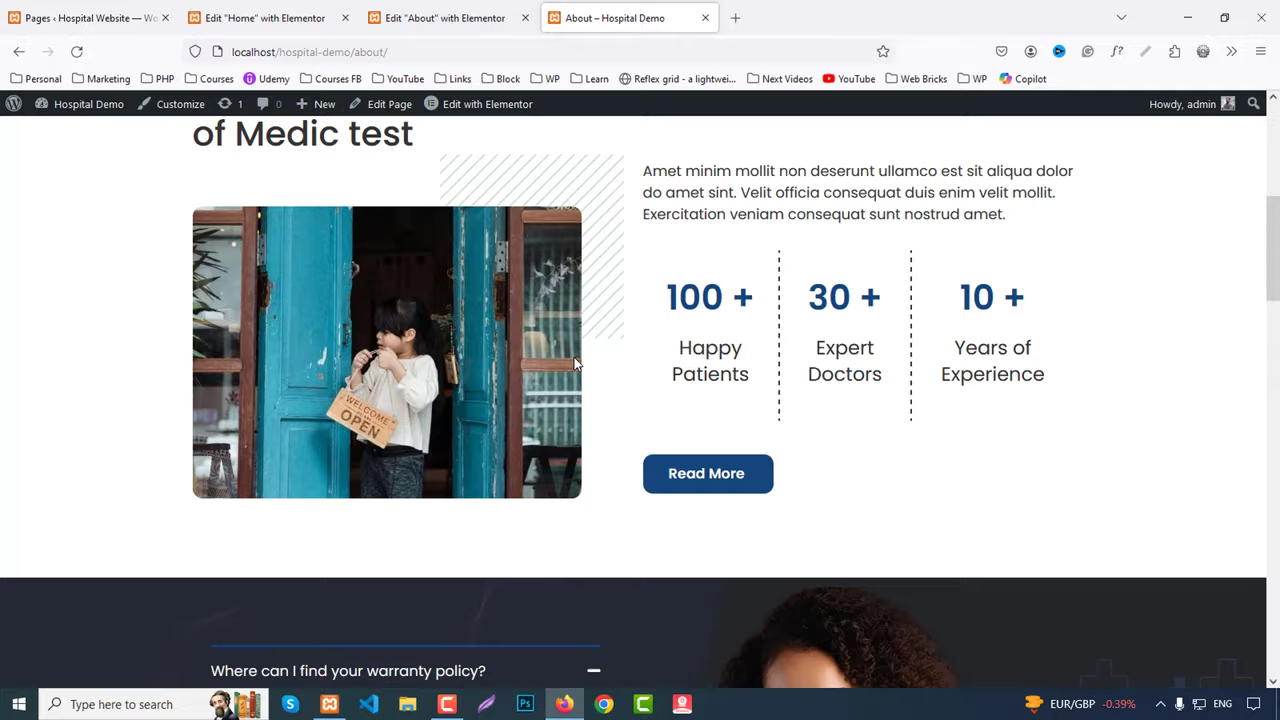 Pages ‹ Hospital Website — Wo
Edit "Home" with Elementor
Edit "About" with Elementor
About – Hospital Demo
localhost/hospital-demo/about/
Personal
Marketing
PHP
Courses
Udemy
Courses FB
YouTube
Links
Block
WP
Learn
Reflex grid - a lightwei...
Next Videos
YouTube
Web Bricks
WP
Copilot
Hospital Demo
Customize
1
0
New
Edit Page
Edit with Elementor
Howdy, admin
of Medic test
Amet minim mollit non deserunt ullamco est sit aliqua dolor
do amet sint. Velit officia consequat duis enim velit mollit.
Exercitation veniam consequat sunt nostrud amet.
WELCOME
OPEN
100 +
30 +
10 +
Happy
Patients
Expert
Doctors
Years of
Experience
Read More
Where can I find your warranty policy?
Type here to search
EUR/GBP
-0.39%
ENG